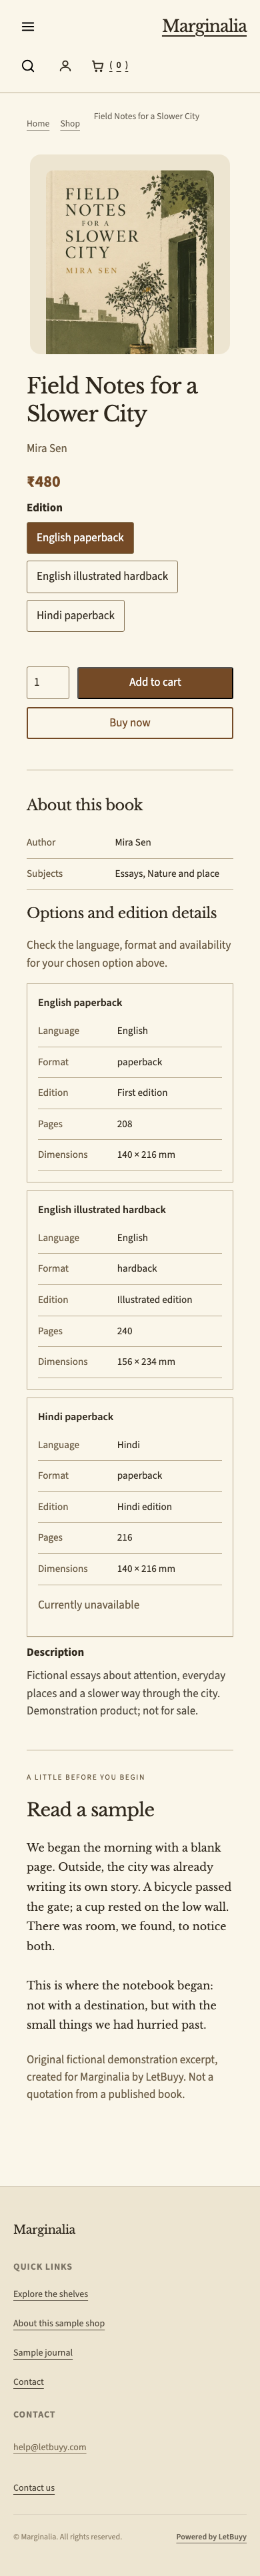 Marginalia
( 0 )
Home Shop Field Notes for a Slower City
FIELD
NOTES
FOR A
SLOWER
CITY
MIRA SEN
Field Notes for a
Slower City
Mira Sen
₹480
Edition
English paperback
English illustrated hardback
Hindi paperback
1 Add to cart
Buy now
About this book
Author Mira Sen
Subjects Essays, Nature and place
Options and edition details
Check the language, format and availability
for your chosen option above.
English paperback
Language English
Format paperback
Edition First edition
Pages 208
Dimensions 140 × 216 mm
English illustrated hardback
Language English
Format hardback
Edition Illustrated edition
Pages 240
Dimensions 156 × 234 mm
Hindi paperback
Language Hindi
Format paperback
Edition Hindi edition
Pages 216
Dimensions 140 × 216 mm
Currently unavailable
Description
Fictional essays about attention, everyday
places and a slower way through the city.
Demonstration product; not for sale.
A LITTLE BEFORE YOU BEGIN
Read a sample
We began the morning with a blank
page. Outside, the city was already
writing its own story. A bicycle passed
the gate; a cup rested on the low wall.
There was room, we found, to notice
both.
This is where the notebook began:
not with a destination, but with the
small things we had hurried past.
Original fictional demonstration excerpt,
created for Marginalia by LetBuyy. Not a
quotation from a published book.
Marginalia
QUICK LINKS
Explore the shelves
About this sample shop
Sample journal
Contact
CONTACT
help@letbuyy.com
Contact us
© Marginalia. All rights reserved. Powered by LetBuyy